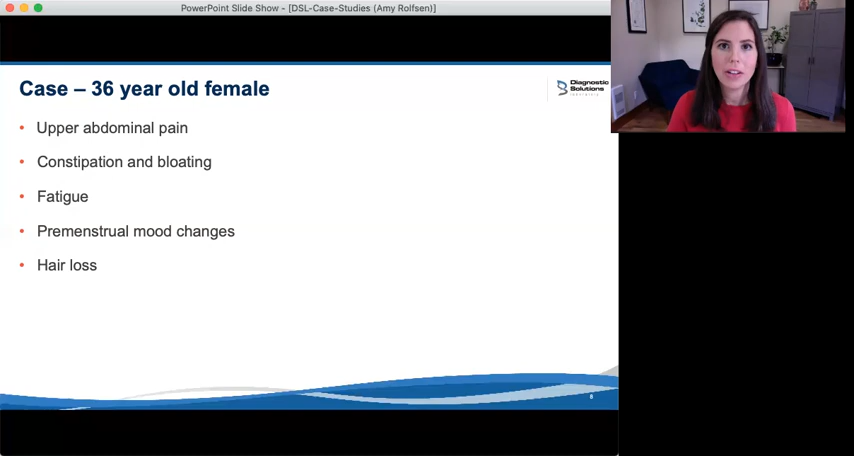 PowerPoint Slide Show - [DSL-Case-Studies (Amy Rolfsen)]
Case – 36 year old female
Diagnostic
Solutions
• Upper abdominal pain
• Constipation and bloating
• Fatigue
• Premenstrual mood changes
• Hair loss